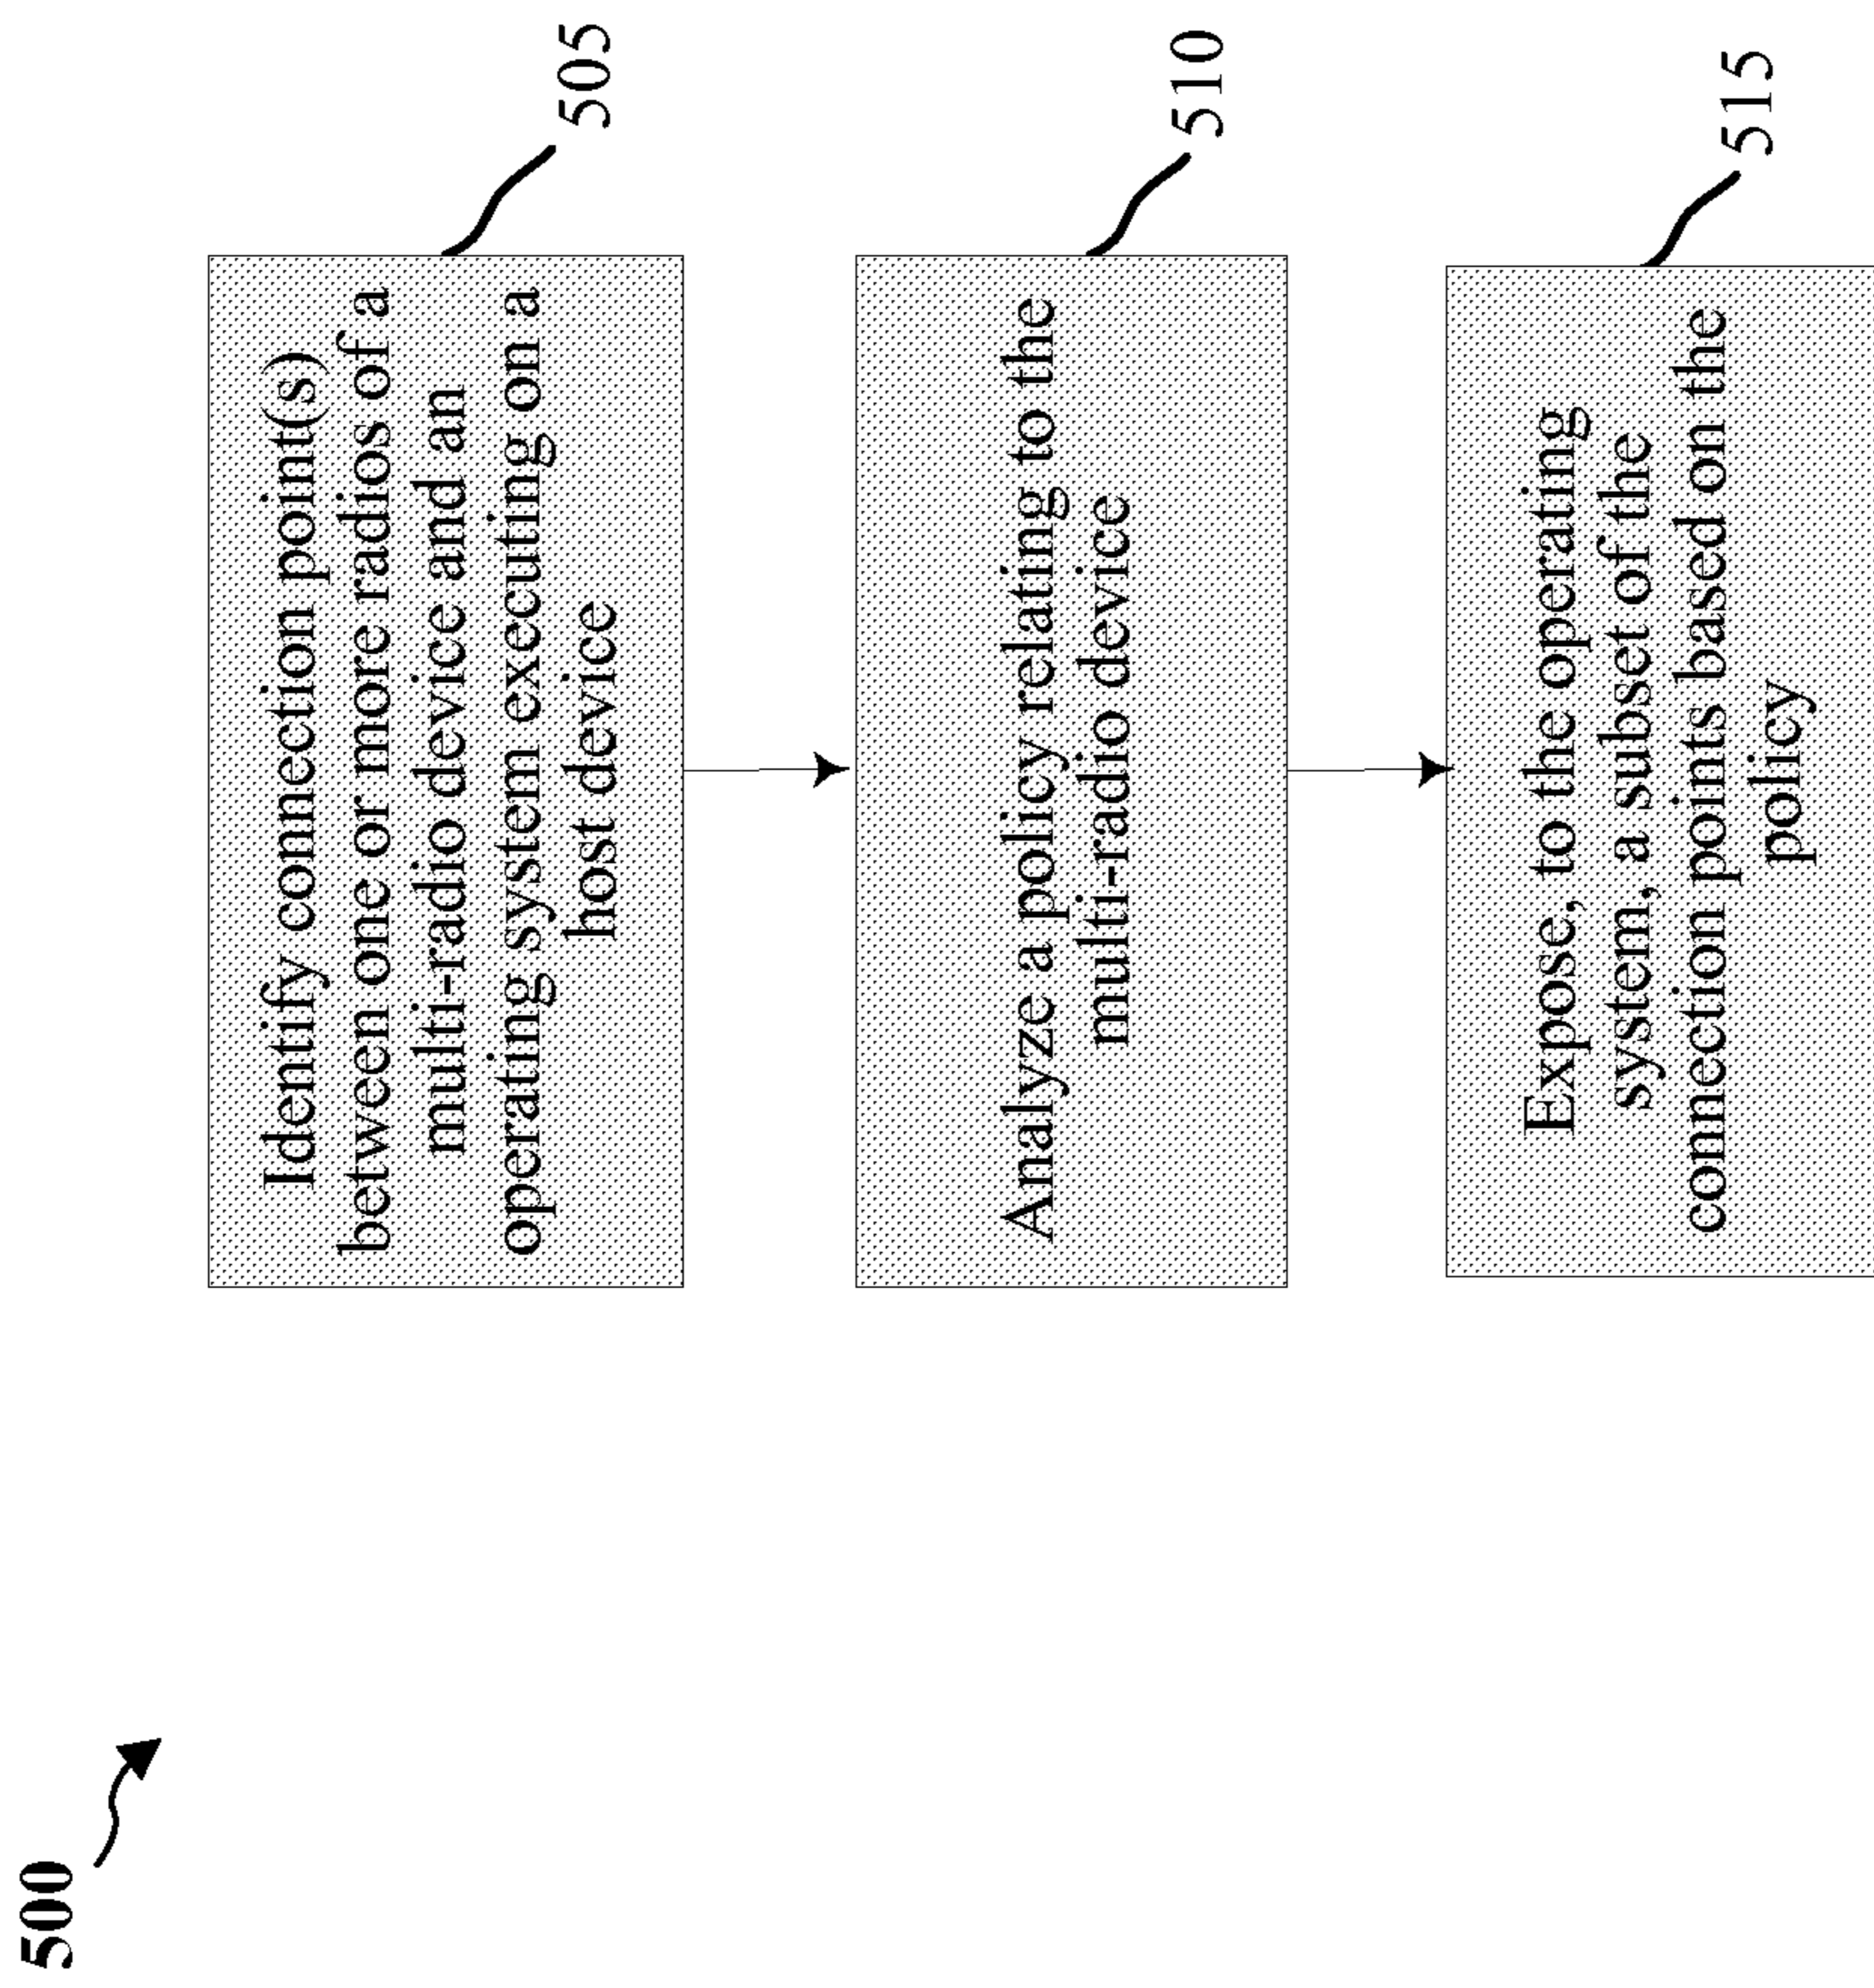 500
Identify connection point(s)
between one or more radios of a
multi-radio device and an
operating system executing on a
host device
505
Analyze a policy relating to the
multi-radio device
510
Expose, to the operating
system, a subset of the
connection points based on the
policy
515